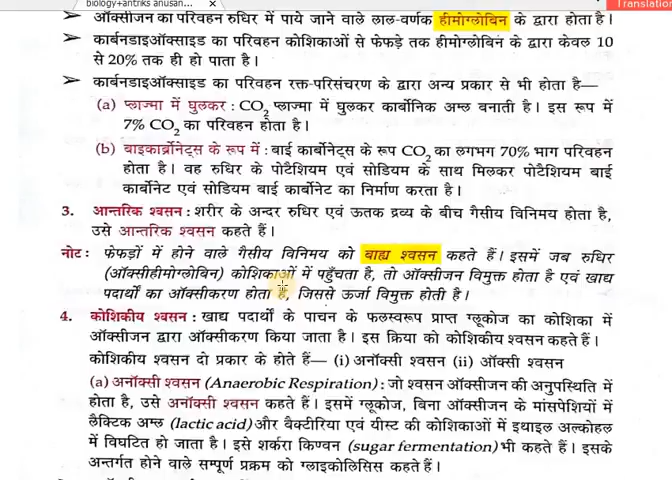 biology+antriks anusan...
Translation
➤ ऑक्सीजन का परिवहन रुधिर में पाये जाने वाले लाल-वर्णक हीमोग्लोबिन के द्वारा होता है।
➤ कार्बनडाइऑक्साइड का परिवहन कोशिकाओं से फेफड़े तक हीमोग्लोबिन के द्वारा केवल 10
से 20% तक ही हो पाता है।
➤ कार्बनडाइऑक्साइड का परिवहन रक्त-परिसंचरण के द्वारा अन्य प्रकार से भी होता है—
(a) प्लाज्मा में घुलकर : CO₂ प्लाज्मा में घुलकर कार्बोनिक अम्ल बनाती है। इस रूप में
7% CO₂ का परिवहन होता है।
(b) बाइकार्बोनेट्स के रूप में : बाई कार्बोनेट्स के रूप CO₂ का लगभग 70% भाग परिवहन
होता है। वह रुधिर के पोटैशियम एवं सोडियम के साथ मिलकर पोटैशियम बाई
कार्बोनेट एवं सोडियम बाई कार्बोनेट का निर्माण करता है।
3. आन्तरिक श्वसन : शरीर के अन्दर रुधिर एवं ऊतक द्रव्य के बीच गैसीय विनिमय होता है,
उसे आन्तरिक श्वसन कहते हैं।
नोट : फेफड़ों में होने वाले गैसीय विनिमय को बाह्य श्वसन कहते हैं। इसमें जब रुधिर
(ऑक्सीहीमोग्लोबिन) कोशिकाओं में पहुँचता है, तो ऑक्सीजन विमुक्त होता है एवं खाद्य
पदार्थों का ऑक्सीकरण होता है, जिससे ऊर्जा विमुक्त होती है।
4. कोशिकीय श्वसन : खाद्य पदार्थों के पाचन के फलस्वरूप प्राप्त ग्लूकोज का कोशिका में
ऑक्सीजन द्वारा ऑक्सीकरण किया जाता है। इस क्रिया को कोशिकीय श्वसन कहते हैं।
कोशिकीय श्वसन दो प्रकार के होते हैं— (i) अनॉक्सी श्वसन (ii) ऑक्सी श्वसन
(a) अनॉक्सी श्वसन (Anaerobic Respiration) : जो श्वसन ऑक्सीजन की अनुपस्थिति में
होता है, उसे अनॉक्सी श्वसन कहते हैं। इसमें ग्लूकोज, बिना ऑक्सीजन के मांसपेशियों में
लैक्टिक अम्ल (lactic acid) और बैक्टीरिया एवं यीस्ट की कोशिकाओं में इथाइल अल्कोहल
में विघटित हो जाता है। इसे शर्करा किण्वन (sugar fermentation) भी कहते हैं। इसके
अन्तर्गत होने वाले सम्पूर्ण प्रक्रम को ग्लाइकोलिसिस कहते हैं।